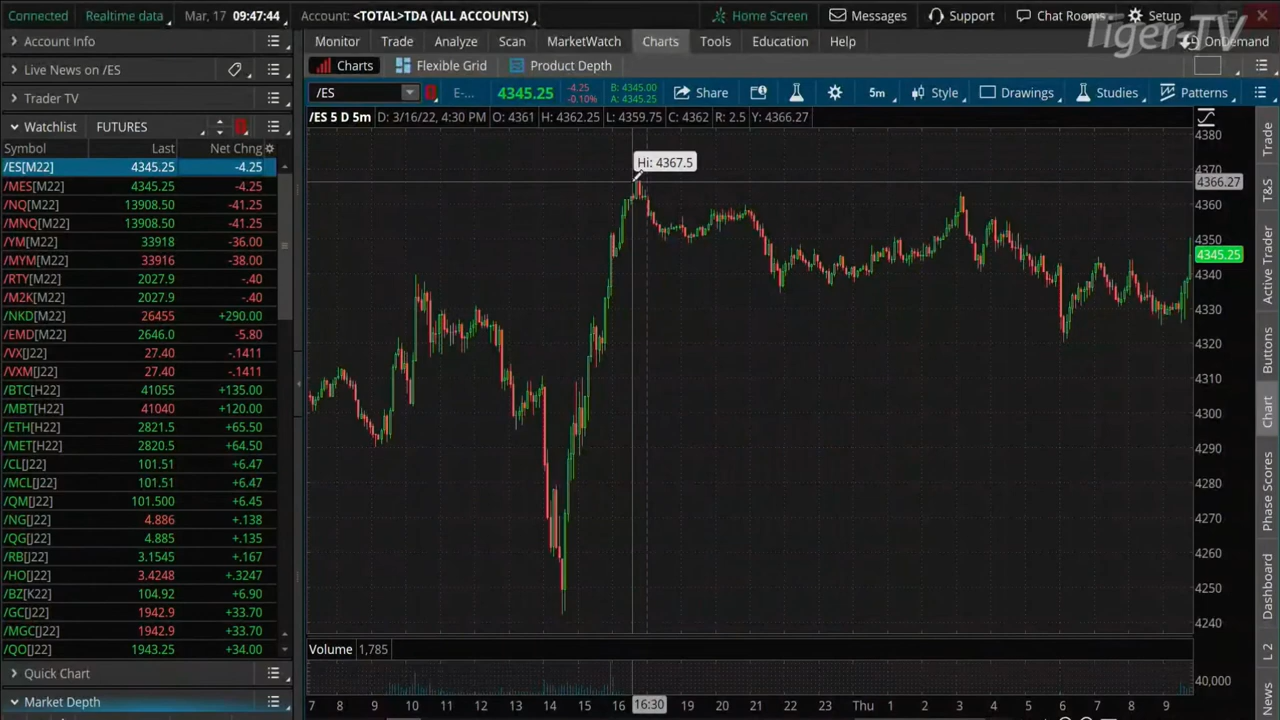 Connected Realtime data Mar, 17 09:47:44 Account: <TOTAL>TDA (ALL ACCOUNTS) Home Screen Messages Support Chat Rooms Setup
Tiger TV
OnDemand
Account Info
Live News on /ES
Trader TV
Watchlist FUTURES
Symbol Last Net Chng
/ES[M22] 4345.25 -4.25
/MES[M22] 4345.25 -4.25
/NQ[M22] 13908.50 -41.25
/MNQ[M22] 13908.50 -41.25
/YM[M22] 33918 -36.00
/MYM[M22] 33916 -38.00
/RTY[M22] 2027.9 -.40
/M2K[M22] 2027.9 -.40
/NKD[M22] 26455 +290.00
/EMD[M22] 2646.0 -5.80
/VX[J22] 27.40 -.1411
/VXM[J22] 27.40 -.1411
/BTC[H22] 41055 +135.00
/MBT[H22] 41040 +120.00
/ETH[H22] 2821.5 +65.50
/MET[H22] 2820.5 +64.50
/CL[J22] 101.51 +6.47
/MCL[J22] 101.51 +6.47
/QM[J22] 101.500 +6.45
/NG[J22] 4.886 +.138
/QG[J22] 4.885 +.135
/RB[J22] 3.1545 +.167
/HO[J22] 3.4248 +.3247
/BZ[K22] 104.92 +6.90
/GC[J22] 1942.9 +33.70
/MGC[J22] 1942.9 +33.70
/QO[J22] 1943.25 +34.00
Quick Chart
Market Depth
Monitor Trade Analyze Scan MarketWatch Charts Tools Education Help
Charts Flexible Grid Product Depth
/ES E-... 4345.25 -4.25 -0.10% B: 4345.00 A: 4345.25 Share 5m Style Drawings Studies Patterns
/ES 5 D 5m D: 3/16/22, 4:30 PM O: 4361 H: 4362.25 L: 4359.75 C: 4362 R: 2.5 Y: 4366.27
Hi: 4367.5
4380
4370
4366.27
4360
4350
4345.25
4340
4330
4320
4310
4300
4290
4280
4270
4260
4250
4240
Volume 1,785
40,000
7 8 9 10 11 12 13 14 15 16 16:30 18 19 20 21 22 23 Thu 1 2 3 4 5 6 7 8 9
Trade
T&S
Active Trader
Buttons
Chart
Phase Scores
Dashboard
L 2
News